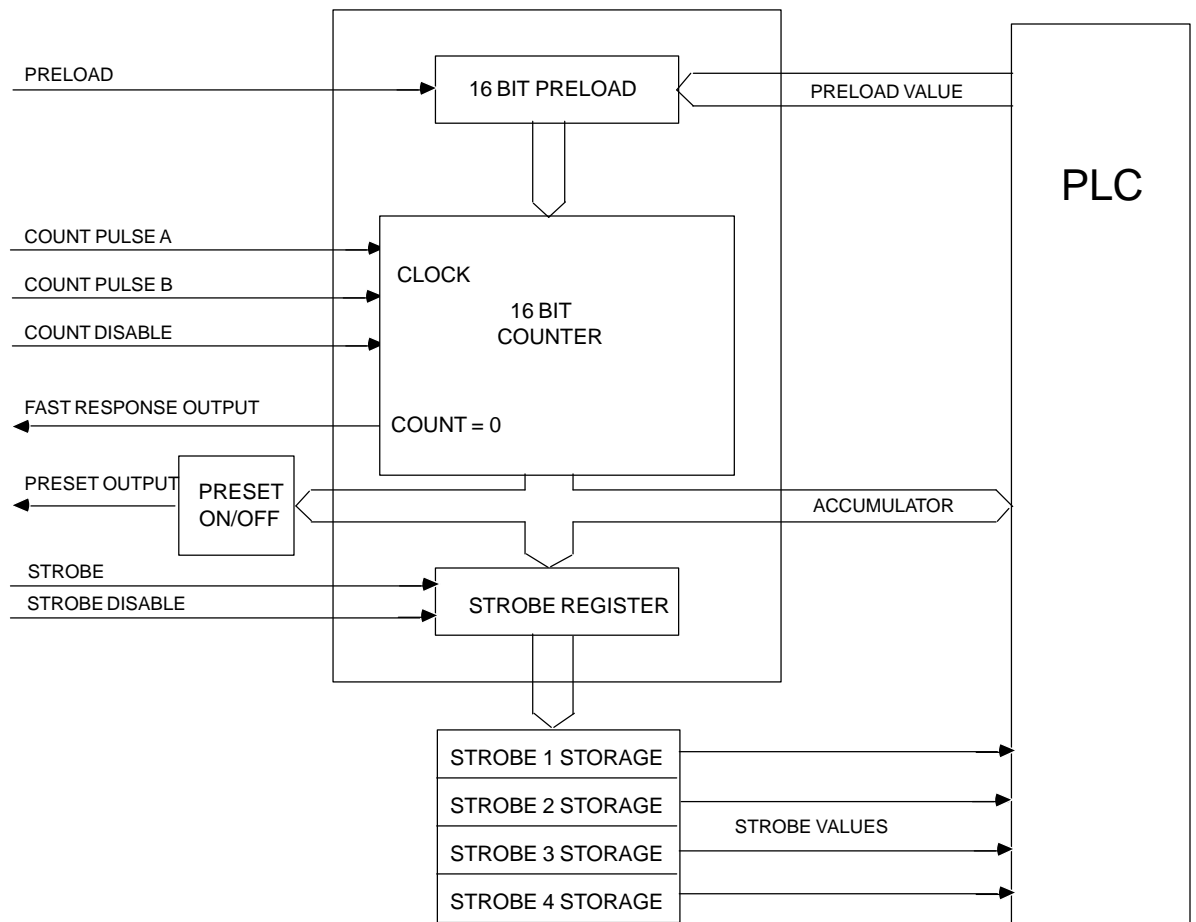 PRELOAD
16 BIT PRELOAD
PRELOAD VALUE
PLC
COUNT PULSE A
COUNT PULSE B
COUNT DISABLE
CLOCK
16 BIT
COUNTER
FAST RESPONSE OUTPUT
COUNT = 0
PRESET OUTPUT
PRESET
ON/OFF
ACCUMULATOR
STROBE
STROBE DISABLE
STROBE REGISTER
STROBE 1 STORAGE
STROBE 2 STORAGE
STROBE VALUES
STROBE 3 STORAGE
STROBE 4 STORAGE